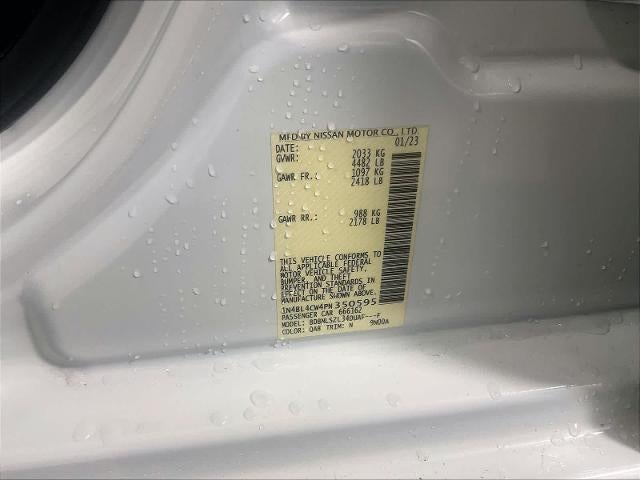 MFD BY NISSAN MOTOR CO., LTD
DATE: 01/23
GVWR: 2033 KG
4482 LB
GAWR FR.: 1097 KG
2418 LB
GAWR RR.: 988 KG
2178 LB
THIS VEHICLE CONFORMS TO
ALL APPLICABLE FEDERAL
MOTOR VEHICLE SAFETY,
BUMPER, AND THEFT
PREVENTION STANDARDS IN
EFFECT ON THE DATE OF
MANUFACTURE SHOWN ABOVE.
1N4BL4CW4PN350595
PASSENGER CAR 666162
MODEL: BDBNLSZL34DUAF---F
COLOR: QAB TRIM: N 9N00A